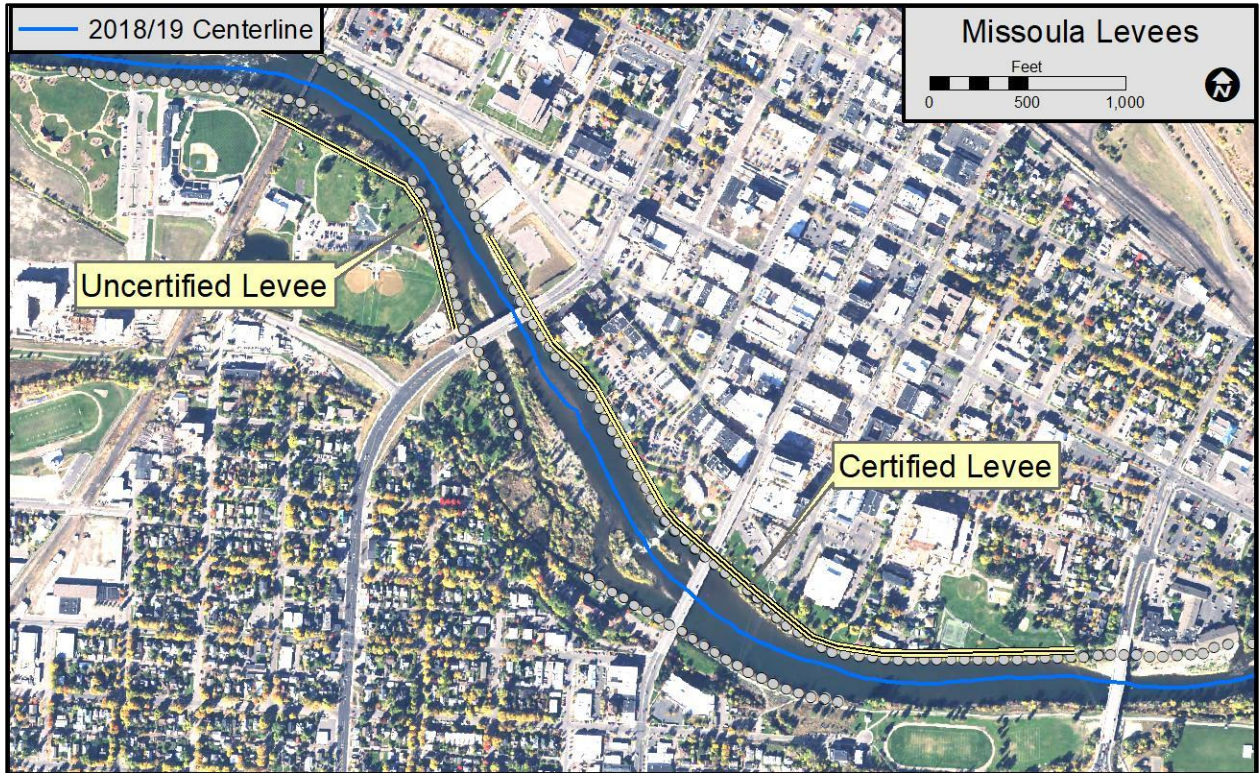 2018/19 Centerline
Missoula Levees
Feet
0 500 1,000
N
Uncertified Levee
Certified Levee